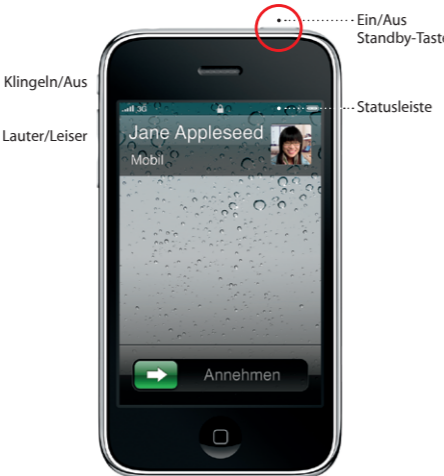 Ein/Aus
Standby-Taste
Klingeln/Aus
Statusleiste
3G
Lauter/Leiser
Jane Appleseed
Mobil
Annehmen